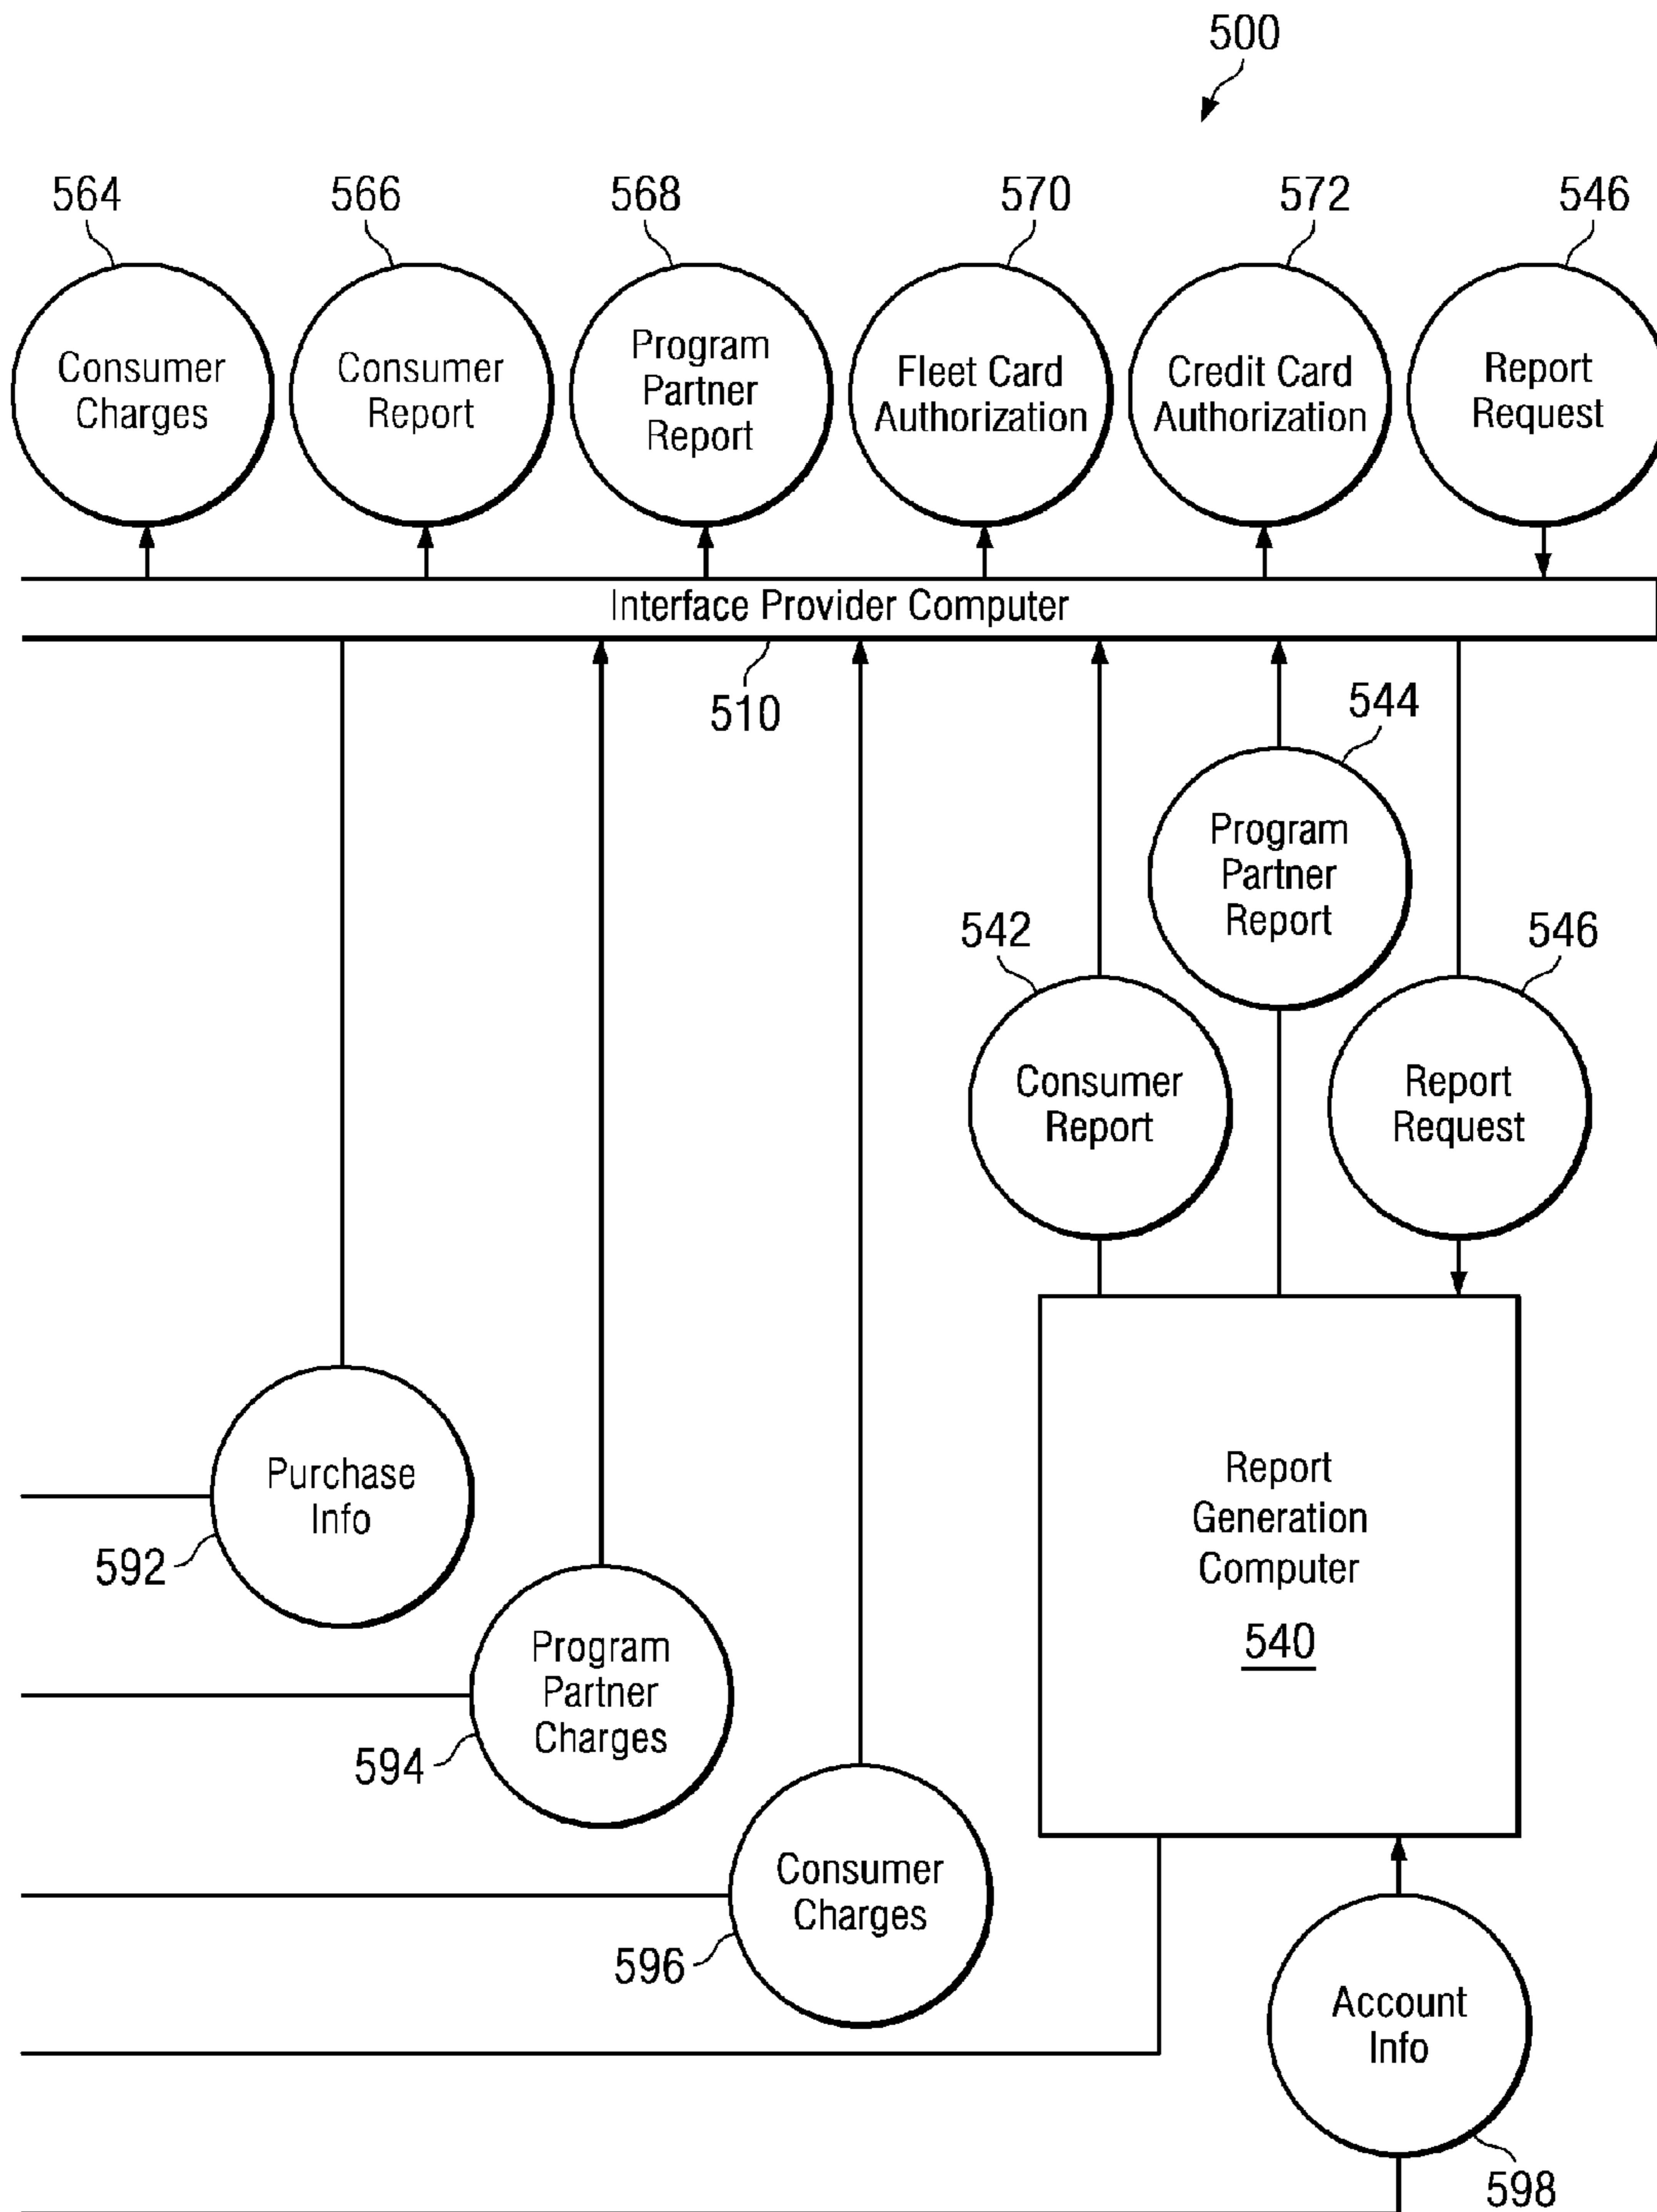 500
564
566
568
570
572
546
Consumer
Charges
Consumer
Report
Program
Partner
Report
Fleet Card
Authorization
Credit Card
Authorization
Report
Request
Interface Provider Computer
510
544
Program
Partner
Report
542
546
Consumer
Report
Report
Request
Purchase
Info
592
Report
Generation
Computer
540
Program
Partner
Charges
594
Consumer
Charges
596
Account
Info
598